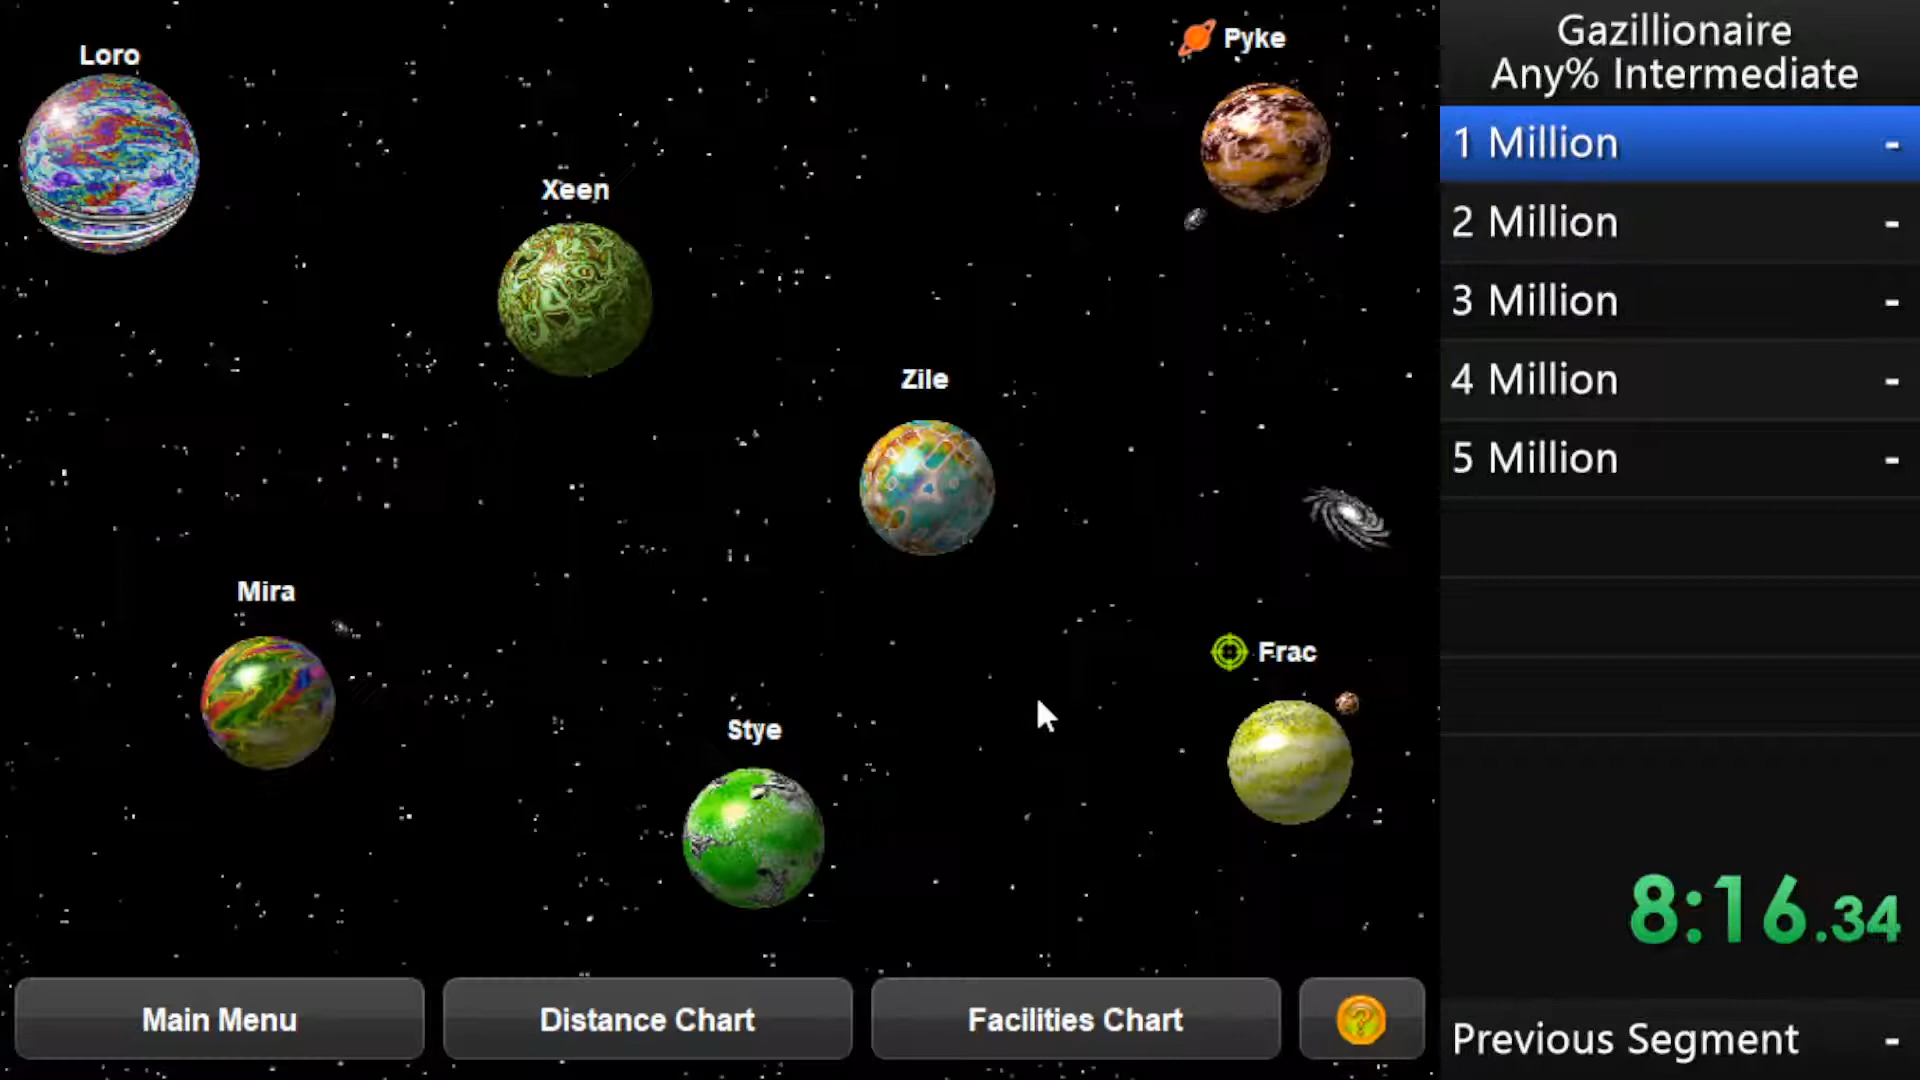 Loro
Pyke
Xeen
Zile
Mira
Frac
Stye
Main Menu
Distance Chart
Facilities Chart
?
Gazillionaire
Any% Intermediate
1 Million -
2 Million -
3 Million -
4 Million -
5 Million -
8:16.34
Previous Segment -